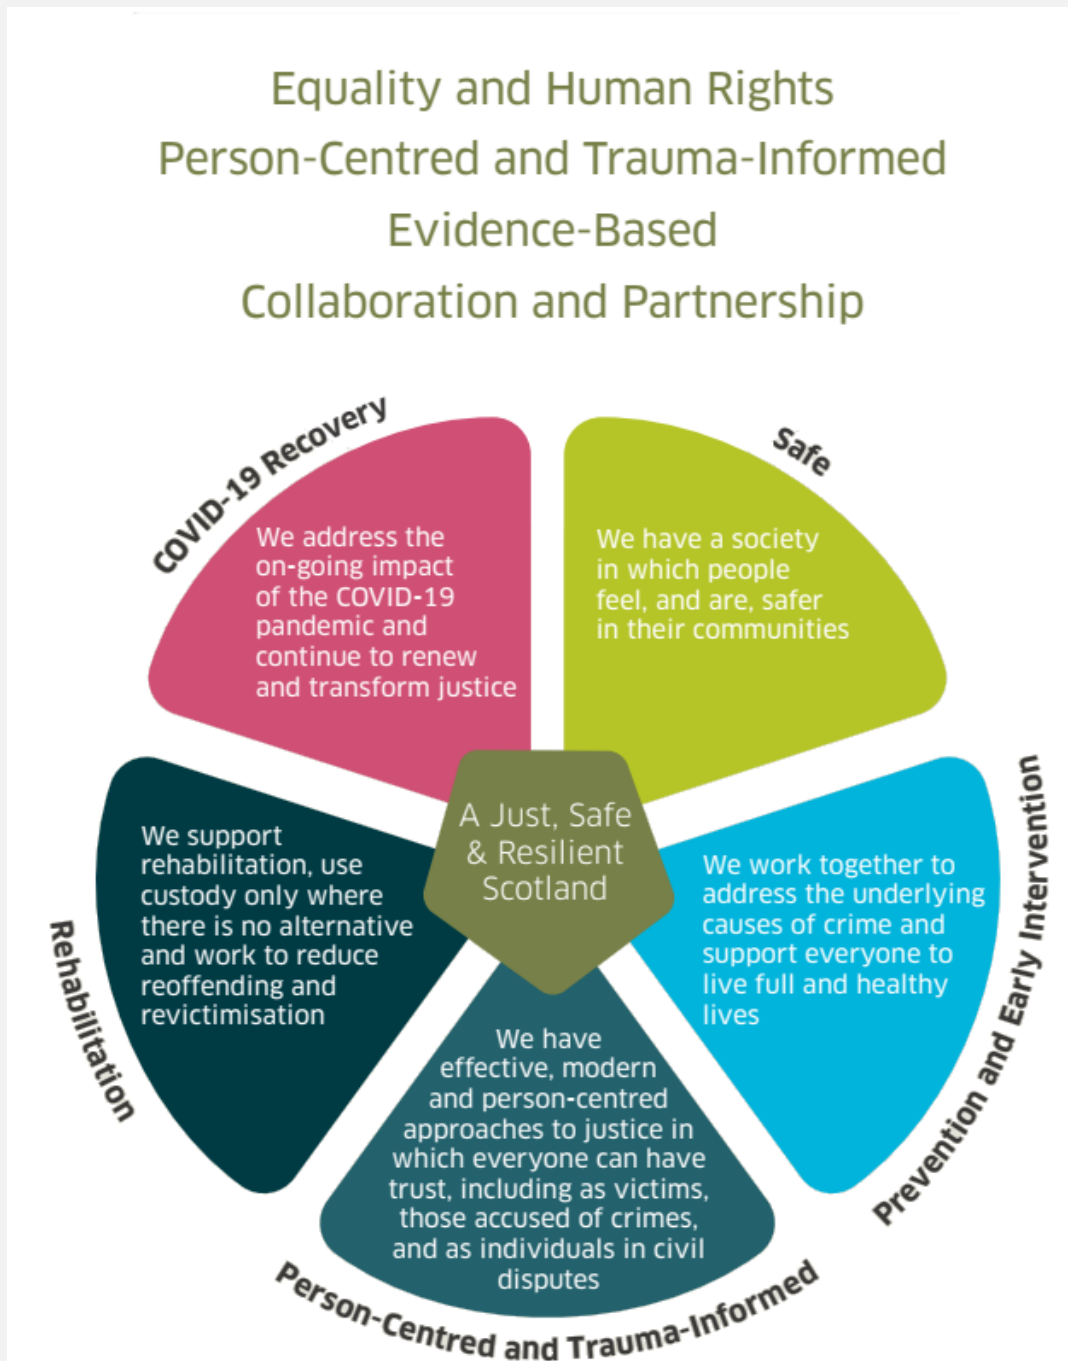 Equality and Human Rights
Person-Centred and Trauma-Informed
Evidence-Based
Collaboration and Partnership
COVID-19 Recovery
We address the
on-going impact
of the COVID-19
pandemic and
continue to renew
and transform justice
Safe
We have a society
in which people
feel, and are, safer
in their communities
A Just, Safe
& Resilient
Scotland
We support
rehabilitation, use
custody only where
there is no alternative
and work to reduce
reoffending and
revictimisation
Rehabilitation
We work together to
address the underlying
causes of crime and
support everyone to
live full and healthy
lives
Prevention and Early Intervention
We have
effective, modern
and person-centred
approaches to justice in
which everyone can have
trust, including as victims,
those accused of crimes,
and as individuals in civil
disputes
Person-Centred and Trauma-Informed